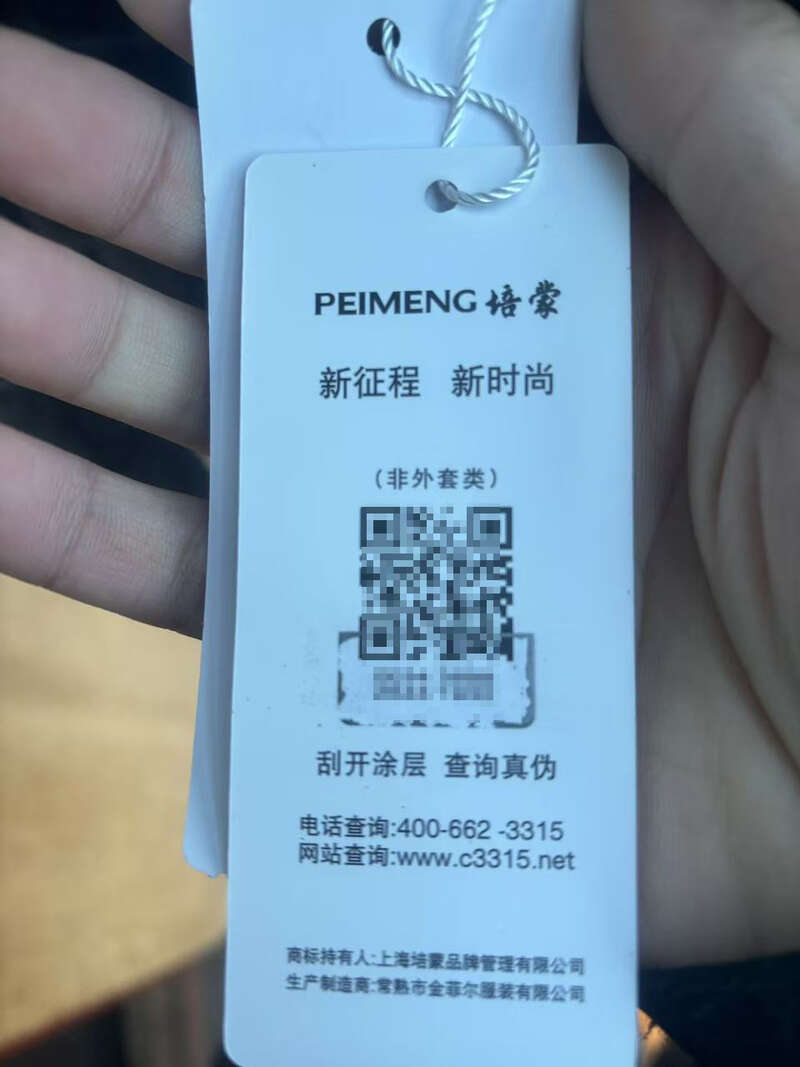 PEIMENG 培蒙
新征程 新时尚
(非外套类)
刮开涂层 查询真伪
电话查询:400-662 -3315
网站查询:www.c3315.net
商标持有人:上海培蒙品牌管理有限公司
生产制造商:常熟市金菲尔服装有限公司